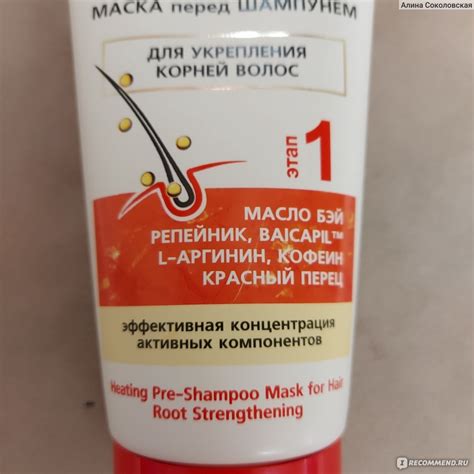 Алина Соколовская
МАСКА перед ШАМПУНЕМ
ДЛЯ УКРЕПЛЕНИЯ
КОРНЕЙ ВОЛОС
этап 1
МАСЛО БЭЙ
РЕПЕЙНИК, BAICAPIL™
L-АРГИНИН, КОФЕИН
КРАСНЫЙ ПЕРЕЦ
эффективная концентрация
активных компонентов
Heating Pre-Shampoo Mask for Hair
Root Strengthening
IRECOMMEND.RU